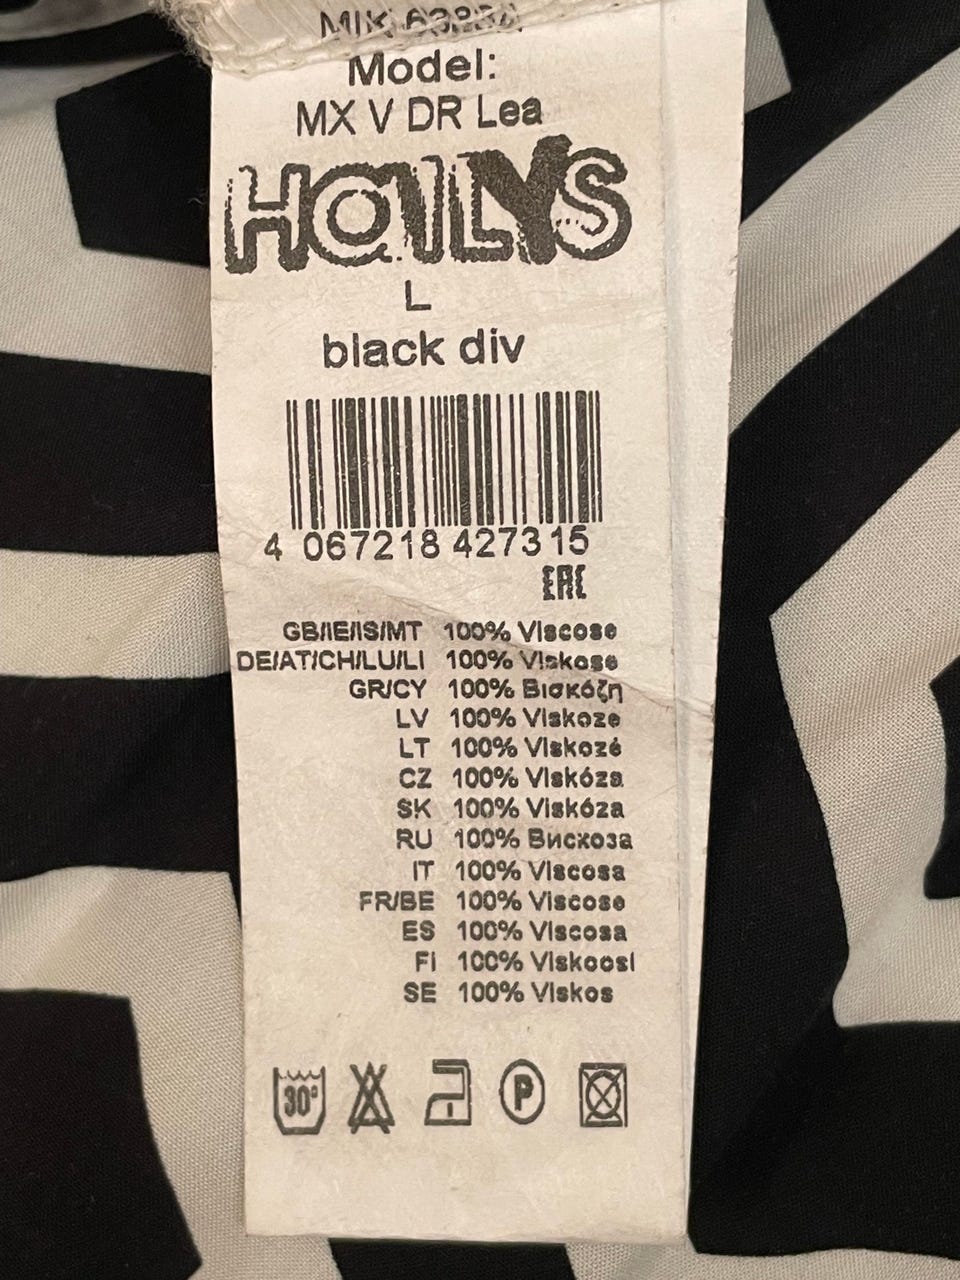 Model:
MX V DR Lea
HAILYS
L
black div
4 067218 427315
EAC
GB/IE/IS/MT 100% Viscose
DE/AT/CH/LU/LI 100% Viskose
GR/CY 100% Βισκόζη
LV 100% Viskoze
LT 100% Viskozé
CZ 100% Viskóza
SK 100% Viskóza
RU 100% Вискоза
IT 100% Viscosa
FR/BE 100% Viscose
ES 100% Viscosa
FI 100% Viskoosi
SE 100% Viskos
30° P